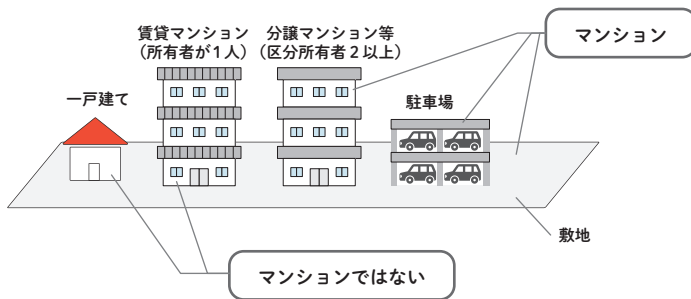 賃貸マンション
（所有者が1人）
分譲マンション等
（区分所有者2以上）
マンション
一戸建て
駐車場
敷地
マンションではない